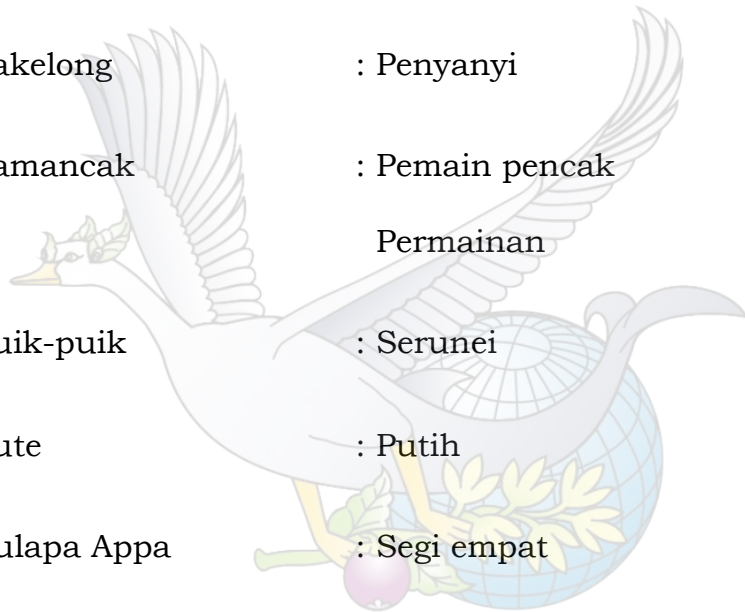 akelong : Penyanyi
amancak : Pemain pencak
Permainan
uik-puik : Serunei
ute : Putih
ulapa Appa : Segi empat